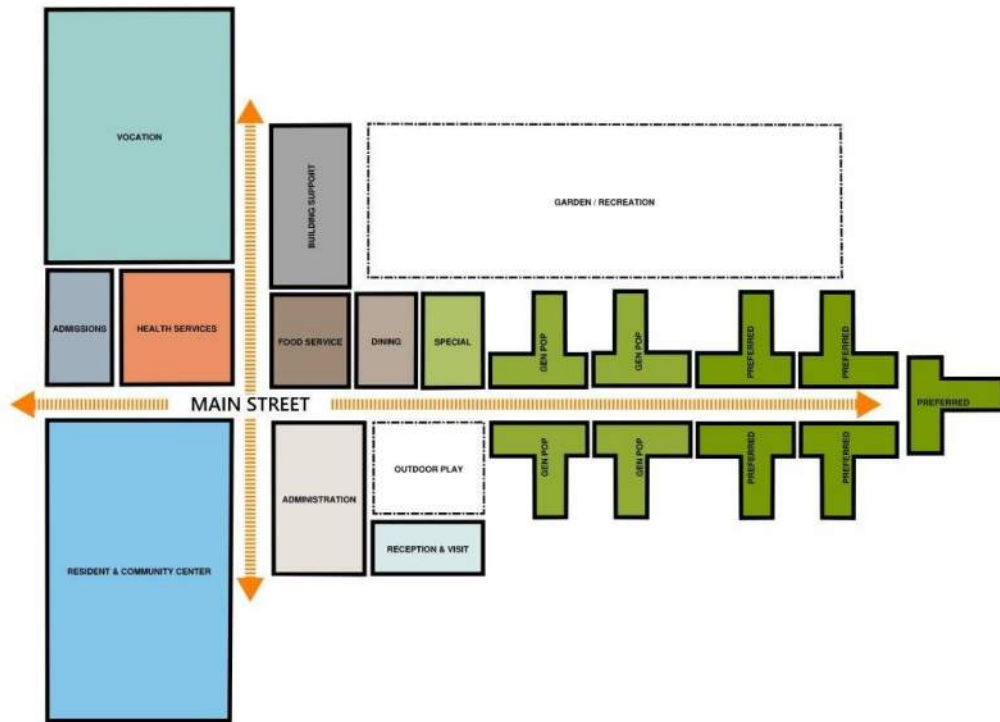 VOCATION
BUILDING SUPPORT
GARDEN / RECREATION
ADMISSIONS
HEALTH SERVICES
FOOD SERVICE
DINING
SPECIAL
GEN POP
GEN POP
PREFERRED
PREFERRED
PREFERRED
MAIN STREET
ADMINISTRATION
OUTDOOR PLAY
GEN POP
GEN POP
PREFERRED
PREFERRED
RECEPTION & VISIT
RESIDENT & COMMUNITY CENTER